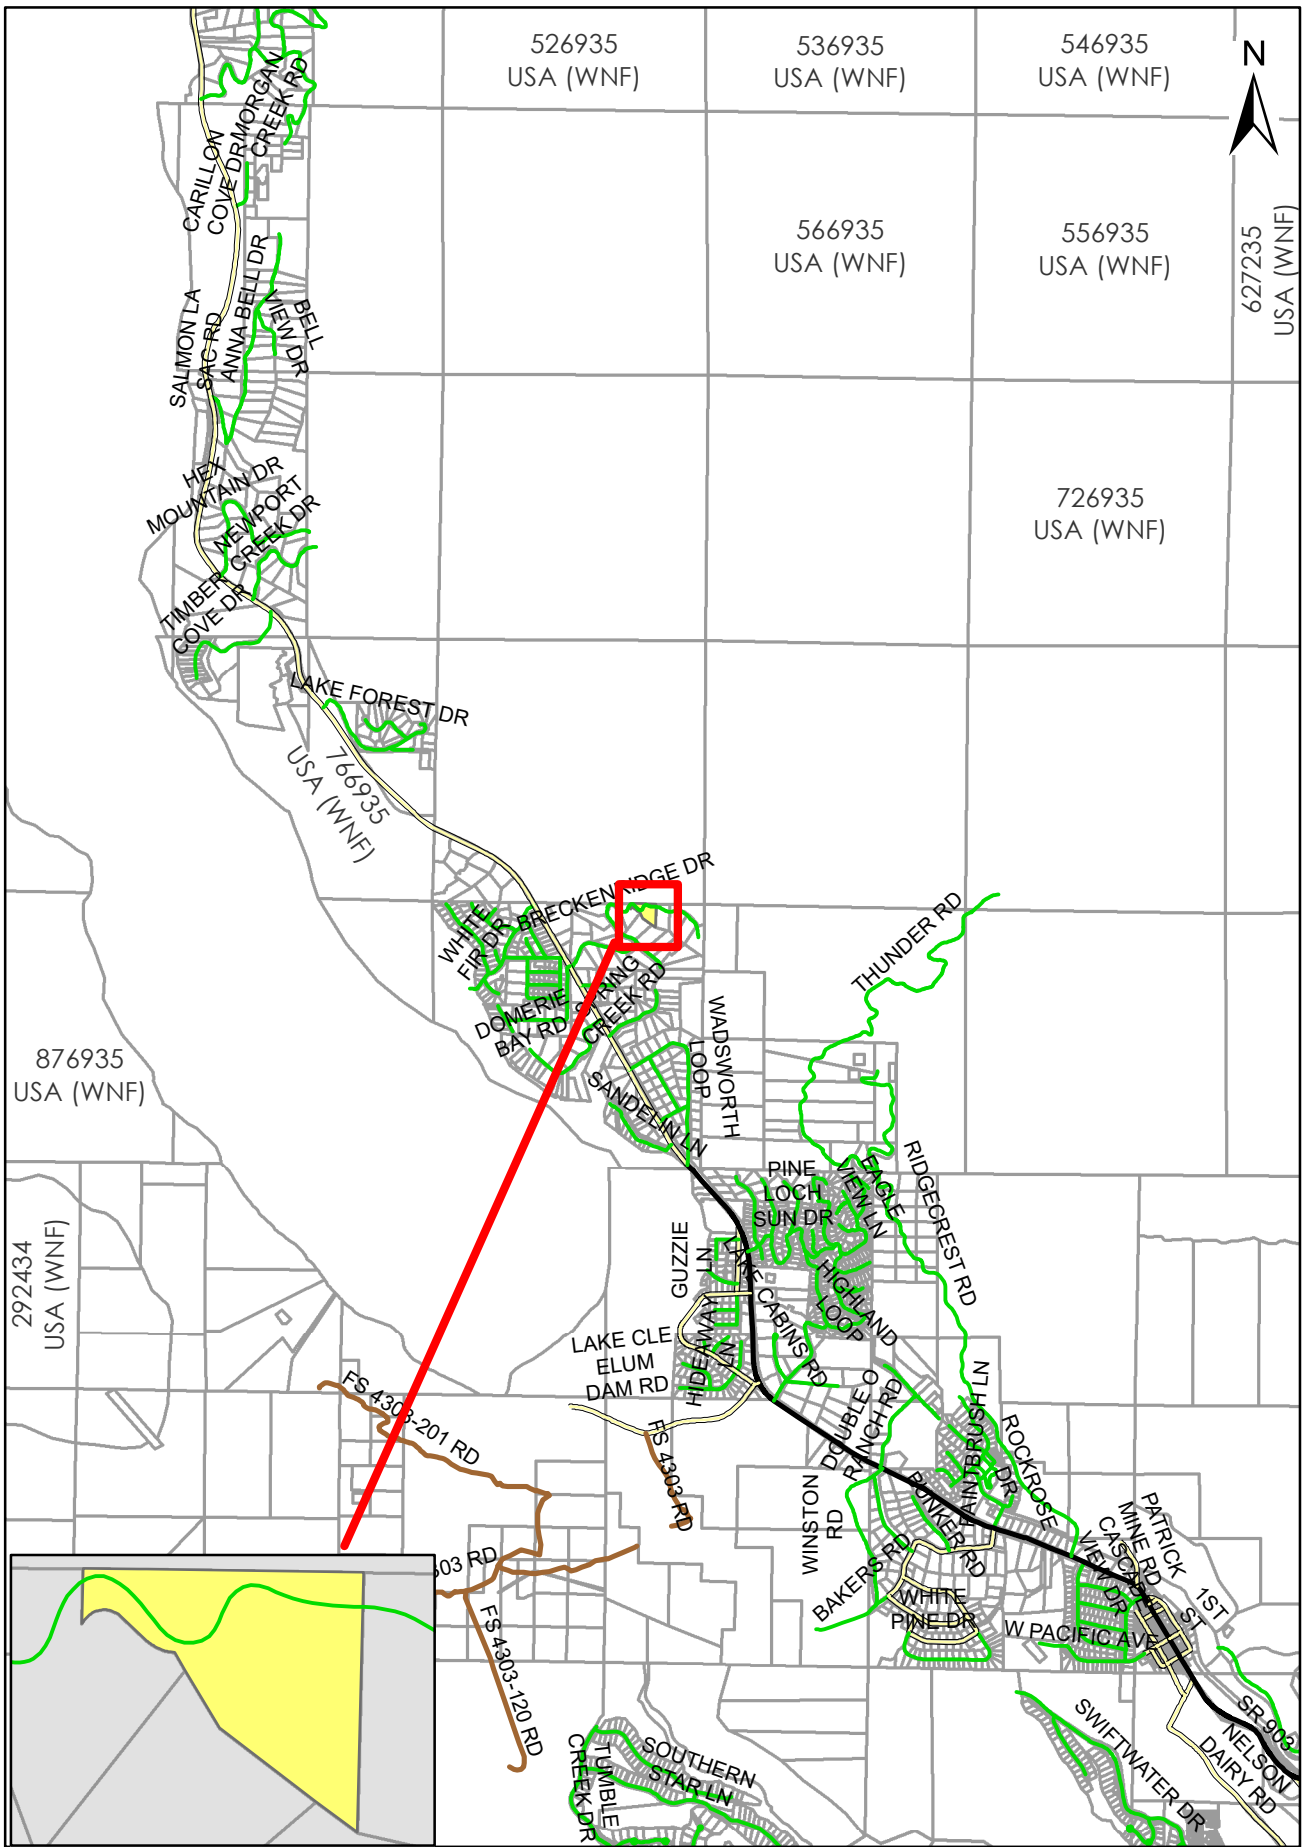 526935
USA (WNF)
536935
USA (WNF)
546935
USA (WNF)
N
MORGAN
CREEK RD
CARILLON
COVE DR
566935
USA (WNF)
556935
USA (WNF)
627235
USA (WNF)
SALMON LA
SAC RD
ANNA BELL DR
BELL
VIEW DR
HEX
MOUNTAIN DR
NEWPORT
CREEK DR
726935
USA (WNF)
TIMBER
COVE DR
LAKE FOREST DR
766935
USA (WNF)
BRECKENRIDGE DR
WHITE
FIR DR
THUNDER RD
STRING
CREEK RD
DOMERIE
BAY RD
WADSWORTH
LOOP
876935
USA (WNF)
SANDELIN LN
PINE
LOCH
SUN DR
EAGLE
VIEW LN
RIDGECREST RD
292434
USA (WNF)
GUZZIE
LN
LAKE CABINS RD
HIGHLAND
LOOP
HIDEAWAY
LN
LAKE CLE
ELUM
DAM RD
FS 4303-201 RD
FS 4303 RD
DOUBLE O
RANCH RD
PAINTBRUSH LN
ROCKROSE
DR
WINSTON
RD
BUNKER RD
PATRICK
MINE RD
CASCADE
VIEW DR
303 RD
BAKERS RD
WHITE
PINE DR
1ST
ST
W PACIFIC AVE
FS 4303-120 RD
SOUTHERN
STAR LN
TUMBLE
CREEK DR
SWIFTWATER DR
SR 903
NELSON
DAIRY RD